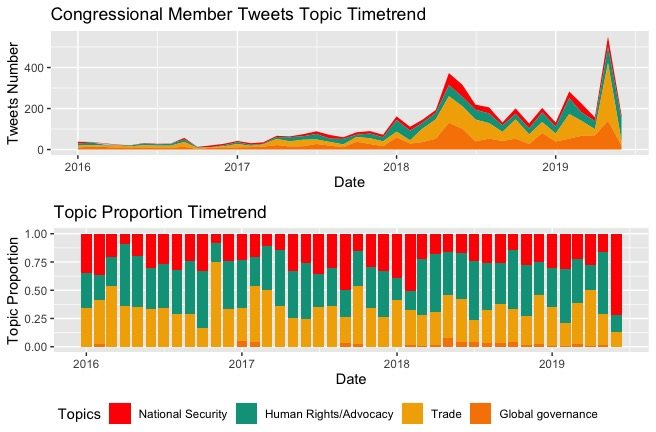 Congressional Member Tweets Topic Timetrend
Tweets Number
400
200
0
2016 2017 2018 2019
Date
Topic Proportion Timetrend
Topic Proportion
1.00
0.75
0.50
0.25
0.00
2016 2017 2018 2019
Date
Topics National Security Human Rights/Advocacy Trade Global governance